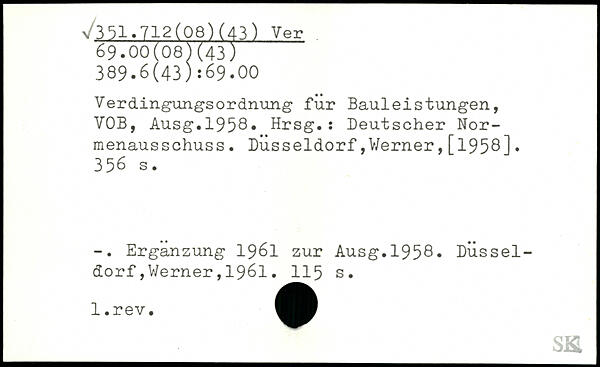 √351.712(08)(43) Ver
69.00(08)(43)
389.6(43):69.00
Verdingungsordnung für Bauleistungen,
VOB, Ausg.1958. Hrsg.: Deutscher Nor-
menausschuss. Düsseldorf,Werner,[1958].
356 s.
-. Ergänzung 1961 zur Ausg.1958. Düssel-
dorf,Werner,1961. 115 s.
1.rev.